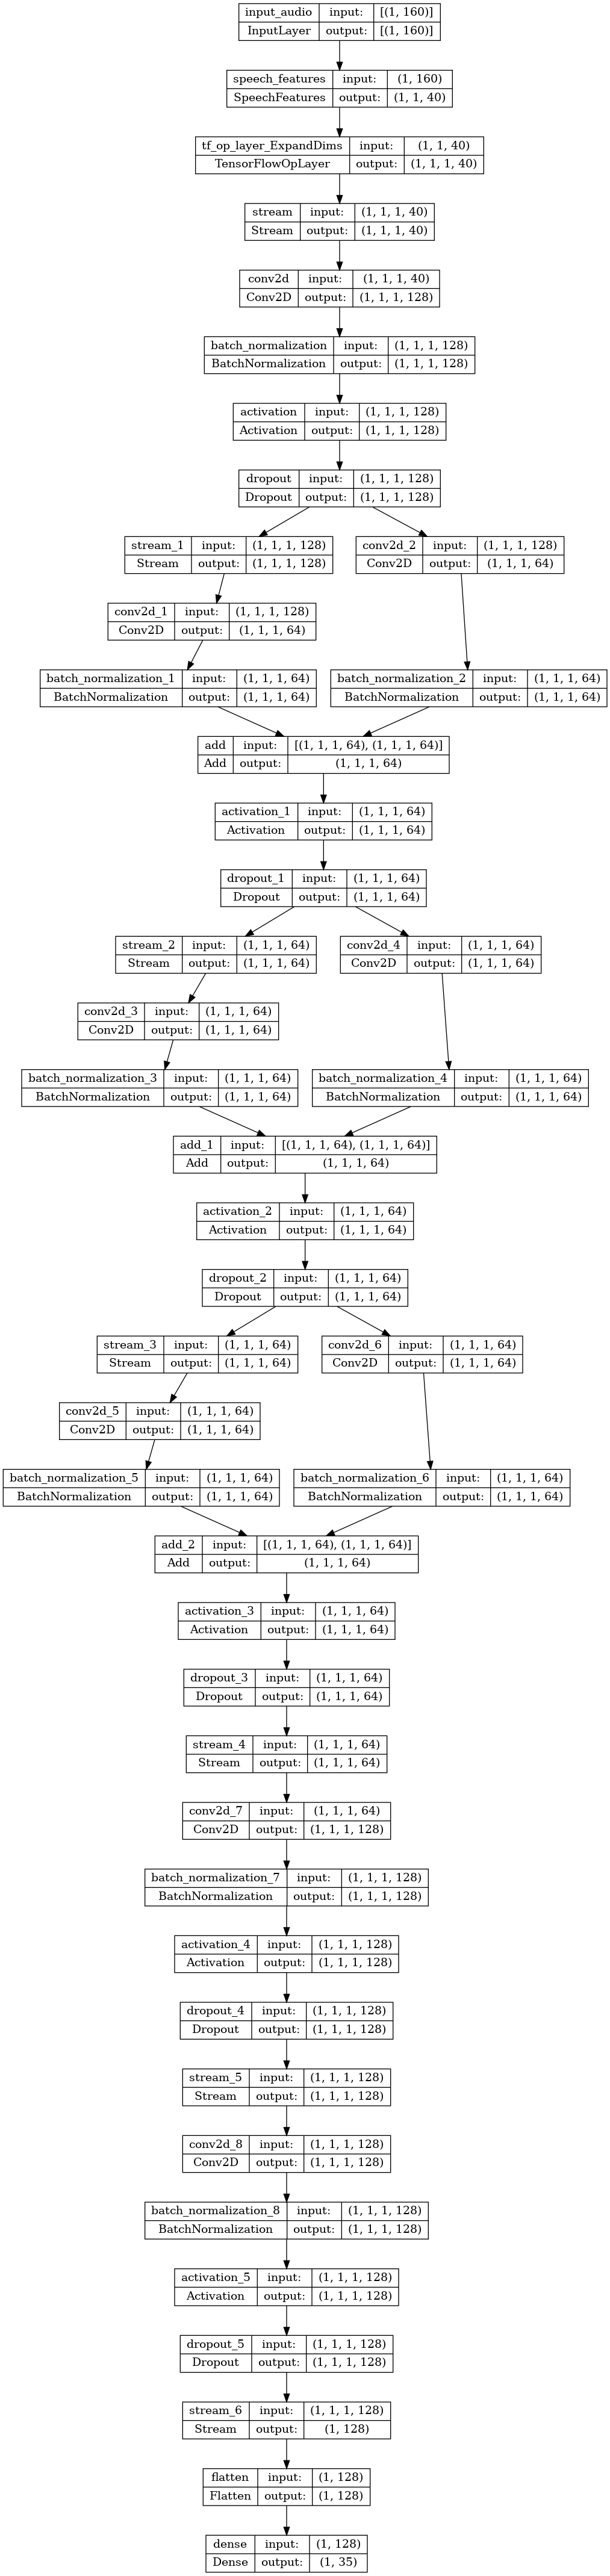 input_audio input: [(1, 160)]
InputLayer output: [(1, 160)]
speech_features input: (1, 160)
SpeechFeatures output: (1, 1, 40)
tf_op_layer_ExpandDims input: (1, 1, 40)
TensorFlowOpLayer output: (1, 1, 1, 40)
stream input: (1, 1, 1, 40)
Stream output: (1, 1, 1, 40)
conv2d input: (1, 1, 1, 40)
Conv2D output: (1, 1, 1, 128)
batch_normalization input: (1, 1, 1, 128)
BatchNormalization output: (1, 1, 1, 128)
activation input: (1, 1, 1, 128)
Activation output: (1, 1, 1, 128)
dropout input: (1, 1, 1, 128)
Dropout output: (1, 1, 1, 128)
stream_1 input: (1, 1, 1, 128)
Stream output: (1, 1, 1, 128)
conv2d_2 input: (1, 1, 1, 128)
Conv2D output: (1, 1, 1, 64)
conv2d_1 input: (1, 1, 1, 128)
Conv2D output: (1, 1, 1, 64)
batch_normalization_1 input: (1, 1, 1, 64)
BatchNormalization output: (1, 1, 1, 64)
batch_normalization_2 input: (1, 1, 1, 64)
BatchNormalization output: (1, 1, 1, 64)
add input: [(1, 1, 1, 64), (1, 1, 1, 64)]
Add output: (1, 1, 1, 64)
activation_1 input: (1, 1, 1, 64)
Activation output: (1, 1, 1, 64)
dropout_1 input: (1, 1, 1, 64)
Dropout output: (1, 1, 1, 64)
stream_2 input: (1, 1, 1, 64)
Stream output: (1, 1, 1, 64)
conv2d_4 input: (1, 1, 1, 64)
Conv2D output: (1, 1, 1, 64)
conv2d_3 input: (1, 1, 1, 64)
Conv2D output: (1, 1, 1, 64)
batch_normalization_3 input: (1, 1, 1, 64)
BatchNormalization output: (1, 1, 1, 64)
batch_normalization_4 input: (1, 1, 1, 64)
BatchNormalization output: (1, 1, 1, 64)
add_1 input: [(1, 1, 1, 64), (1, 1, 1, 64)]
Add output: (1, 1, 1, 64)
activation_2 input: (1, 1, 1, 64)
Activation output: (1, 1, 1, 64)
dropout_2 input: (1, 1, 1, 64)
Dropout output: (1, 1, 1, 64)
stream_3 input: (1, 1, 1, 64)
Stream output: (1, 1, 1, 64)
conv2d_6 input: (1, 1, 1, 64)
Conv2D output: (1, 1, 1, 64)
conv2d_5 input: (1, 1, 1, 64)
Conv2D output: (1, 1, 1, 64)
batch_normalization_5 input: (1, 1, 1, 64)
BatchNormalization output: (1, 1, 1, 64)
batch_normalization_6 input: (1, 1, 1, 64)
BatchNormalization output: (1, 1, 1, 64)
add_2 input: [(1, 1, 1, 64), (1, 1, 1, 64)]
Add output: (1, 1, 1, 64)
activation_3 input: (1, 1, 1, 64)
Activation output: (1, 1, 1, 64)
dropout_3 input: (1, 1, 1, 64)
Dropout output: (1, 1, 1, 64)
stream_4 input: (1, 1, 1, 64)
Stream output: (1, 1, 1, 64)
conv2d_7 input: (1, 1, 1, 64)
Conv2D output: (1, 1, 1, 128)
batch_normalization_7 input: (1, 1, 1, 128)
BatchNormalization output: (1, 1, 1, 128)
activation_4 input: (1, 1, 1, 128)
Activation output: (1, 1, 1, 128)
dropout_4 input: (1, 1, 1, 128)
Dropout output: (1, 1, 1, 128)
stream_5 input: (1, 1, 1, 128)
Stream output: (1, 1, 1, 128)
conv2d_8 input: (1, 1, 1, 128)
Conv2D output: (1, 1, 1, 128)
batch_normalization_8 input: (1, 1, 1, 128)
BatchNormalization output: (1, 1, 1, 128)
activation_5 input: (1, 1, 1, 128)
Activation output: (1, 1, 1, 128)
dropout_5 input: (1, 1, 1, 128)
Dropout output: (1, 1, 1, 128)
stream_6 input: (1, 1, 1, 128)
Stream output: (1, 128)
flatten input: (1, 128)
Flatten output: (1, 128)
dense input: (1, 128)
Dense output: (1, 35)